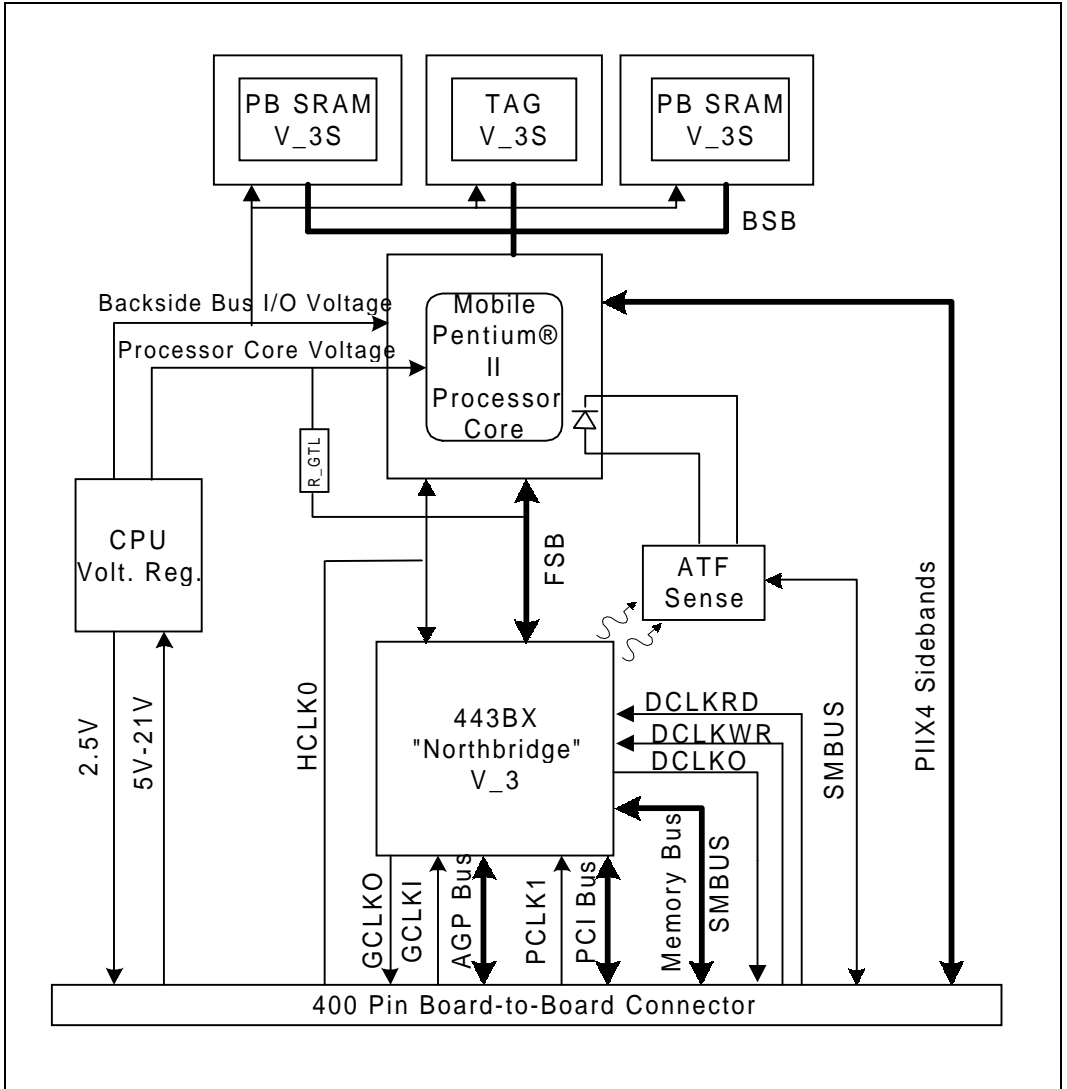 PB SRAM
V_3S
TAG
V_3S
PB SRAM
V_3S
BSB
Backside Bus I/O Voltage
Processor Core Voltage
Mobile
Pentium®
II
Processor
Core
R_GTL
CPU
Volt. Reg.
FSB
ATF
Sense
PIIX4 Sidebands
2.5V
5V-21V
HCLK0
443BX
"Northbridge"
V_3
DCLKRD
DCLKWR
DCLKO
SMBUS
GCLKO
GCLKI
AGP Bus
PCLK1
PCI Bus
Memory Bus
SMBUS
400 Pin Board-to-Board Connector